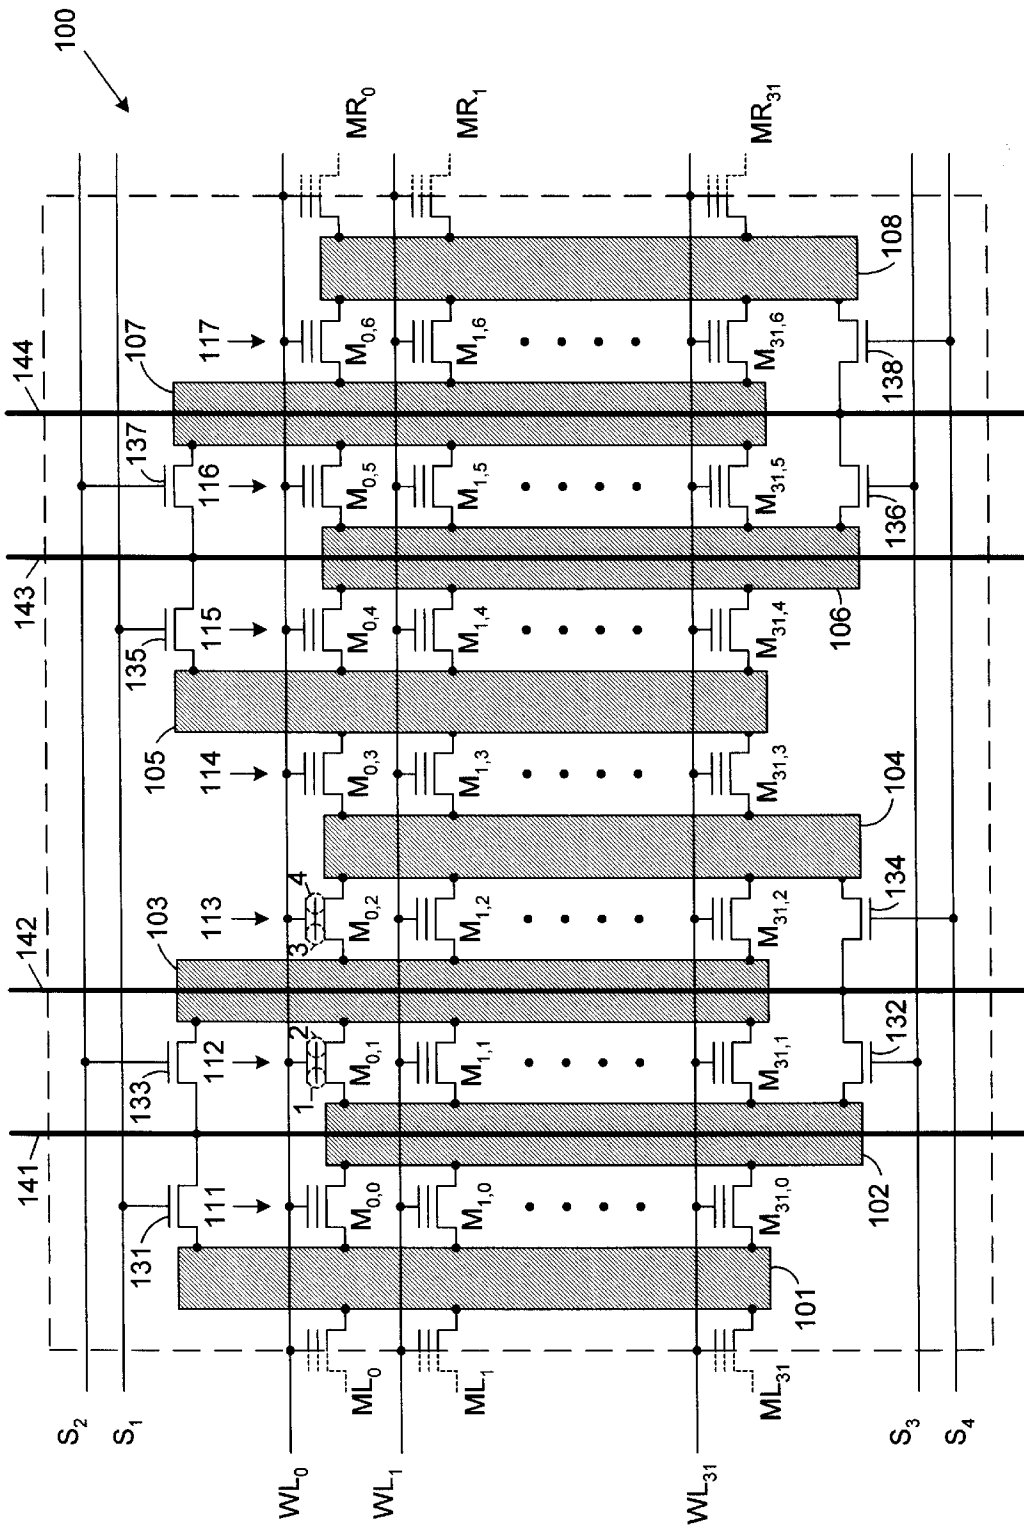 100
141 142 143 144
S₂
S₁
131 133 103 135 105 137 107
111 112 113 114 115 116 117
WL₀
1 2 3 4
ML₀ M₀,₀ M₀,₁ M₀,₂ M₀,₃ M₀,₄ M₀,₅ M₀,₆ MR₀
WL₁
ML₁ M₁,₀ M₁,₁ M₁,₂ M₁,₃ M₁,₄ M₁,₅ M₁,₆ MR₁
WL₃₁
ML₃₁ M₃₁,₀ M₃₁,₁ M₃₁,₂ M₃₁,₃ M₃₁,₄ M₃₁,₅ M₃₁,₆ MR₃₁
101 102 132 134 104 106 136 138 108
S₃
S₄